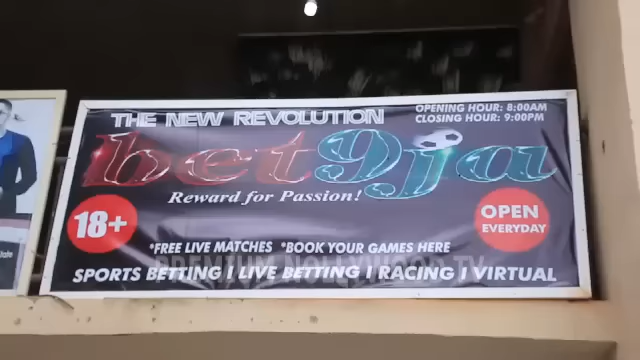 THE NEW REVOLUTION
OPENING HOUR: 8:00AM
CLOSING HOUR: 9:00PM
bet9ja
Reward for Passion!
18+
OPEN
EVERYDAY
*FREE LIVE MATCHES *BOOK YOUR GAMES HERE
PREMIUM NOLLYWOOD TV
SPORTS BETTING I LIVE BETTING I RACING I VIRTUAL